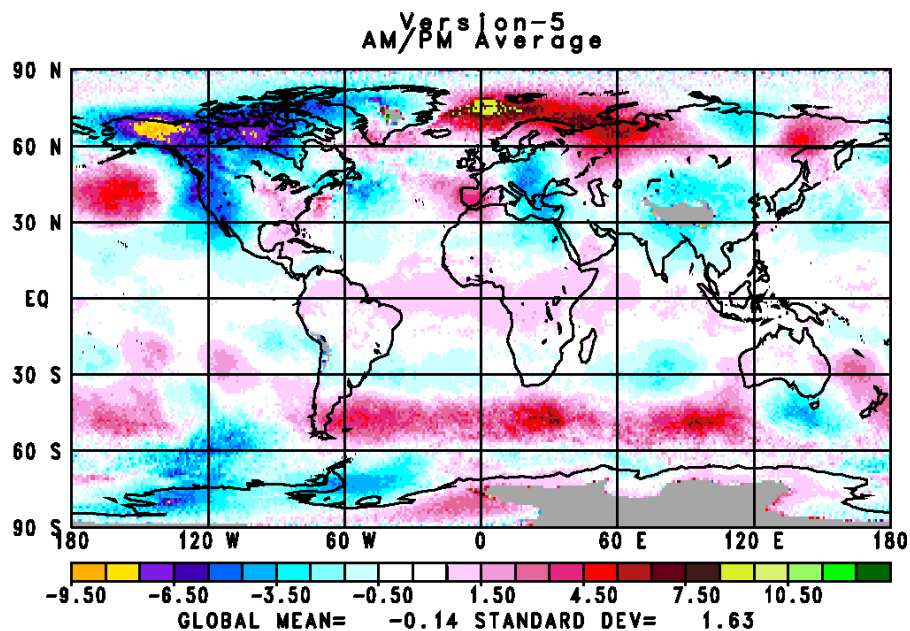 Version-5
AM/PM Average
90 N
60 N
30 N
EQ
30 S
60 S
90 S
180 120 W 60 W 0 60 E 120 E 180
-9.50 -6.50 -3.50 -0.50 1.50 4.50 7.50 10.50
GLOBAL MEAN= -0.14 STANDARD DEV= 1.63